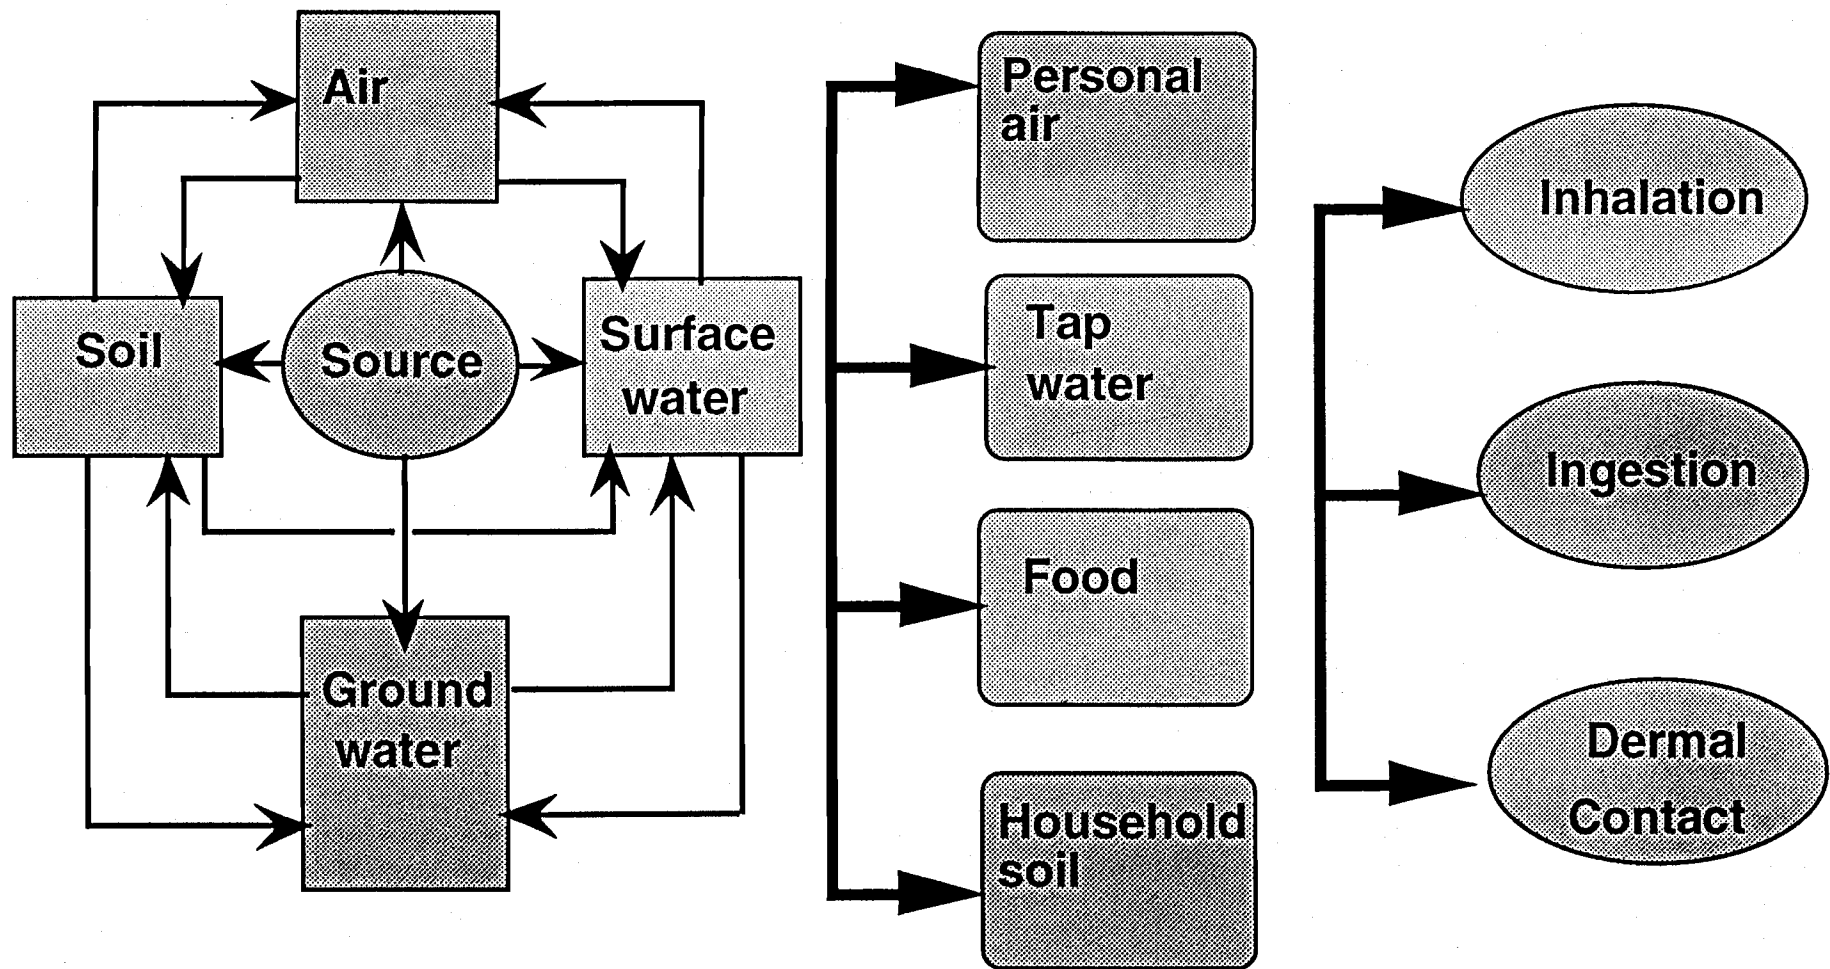 Air
Soil
Source
Surface
water
Ground
water
Personal
air
Tap
water
Food
Household
soil
Inhalation
Ingestion
Dermal
Contact